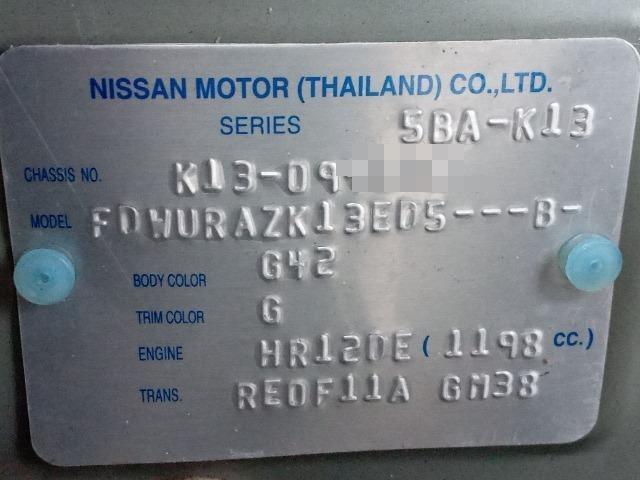 NISSAN MOTOR (THAILAND) CO.,LTD.
SERIES 5BA-K13
CHASSIS NO. K13-09
MODEL FDWURAZK13ED5---B-
BODY COLOR G42
TRIM COLOR G
ENGINE HR12DE ( 1198 CC.)
TRANS. RE0F11A GM38